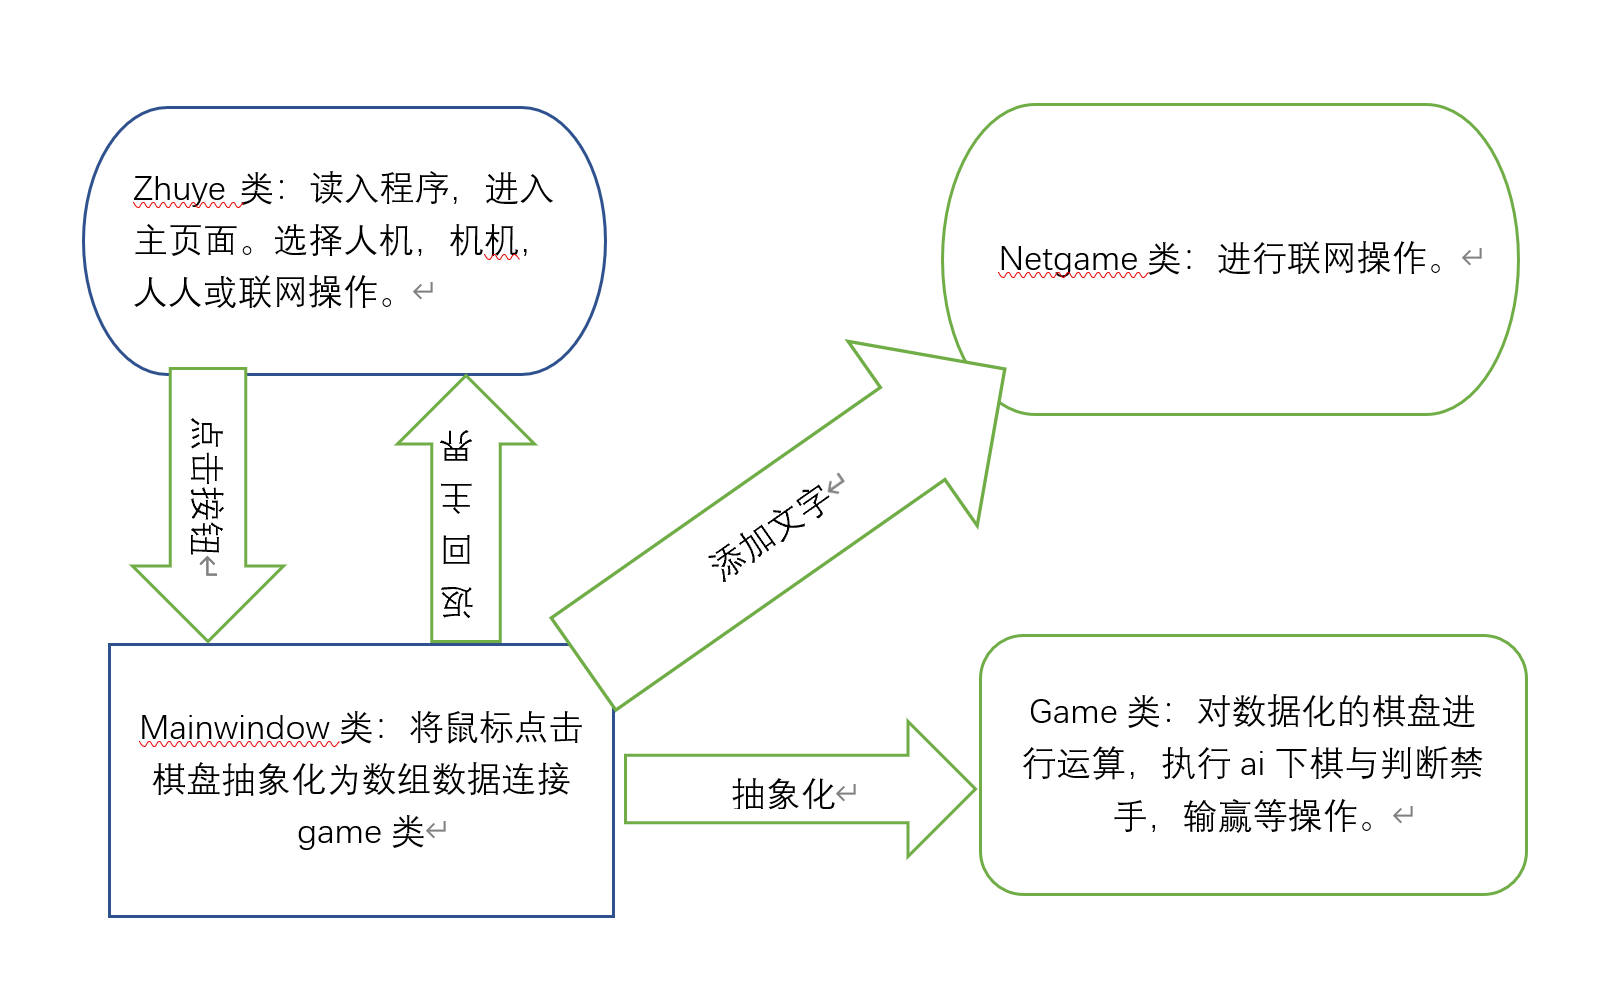 Zhuye 类：读入程序，进入
主页面。选择人机，机机，
人人或联网操作。
Netgame 类：进行联网操作。
点击按钮
返回主界
添加文字
Mainwindow 类：将鼠标点击
棋盘抽象化为数组数据连接
game 类
抽象化
Game 类：对数据化的棋盘进
行运算，执行 ai 下棋与判断禁
手，输赢等操作。